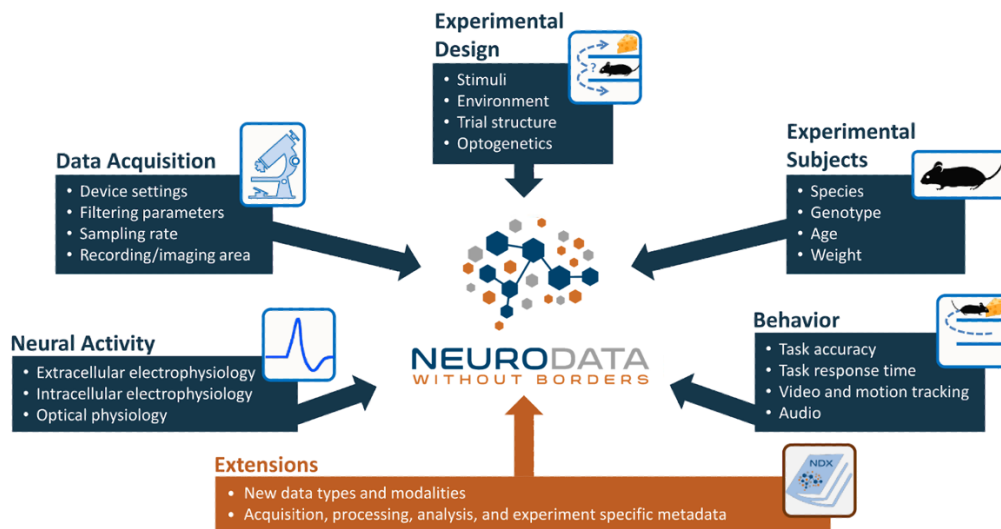 Experimental
Design
• Stimuli
• Environment
• Trial structure
• Optogenetics
?
Data Acquisition
• Device settings
• Filtering parameters
• Sampling rate
• Recording/imaging area
Experimental
Subjects
• Species
• Genotype
• Age
• Weight
Neural Activity
• Extracellular electrophysiology
• Intracellular electrophysiology
• Optical physiology
NEURODATA
WITHOUT BORDERS
Behavior
• Task accuracy
• Task response time
• Video and motion tracking
• Audio
Extensions
• New data types and modalities
• Acquisition, processing, analysis, and experiment specific metadata
NDX